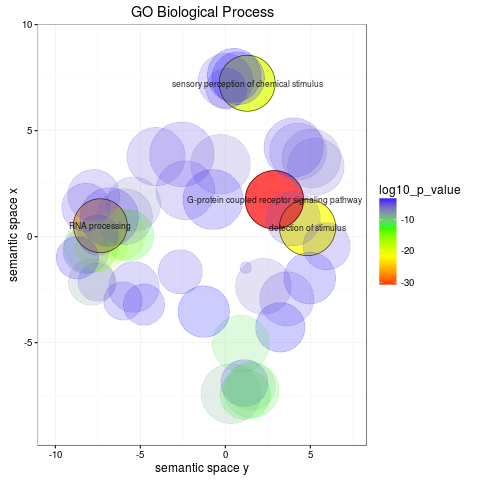 GO Biological Process
10
5
0
-5
semantic space x
-10
-5
0
5
semantic space y
sensory perception of chemical stimulus
G-protein coupled receptor signaling pathway
RNA processing
detection of stimulus
log10_p_value
-10
-20
-30